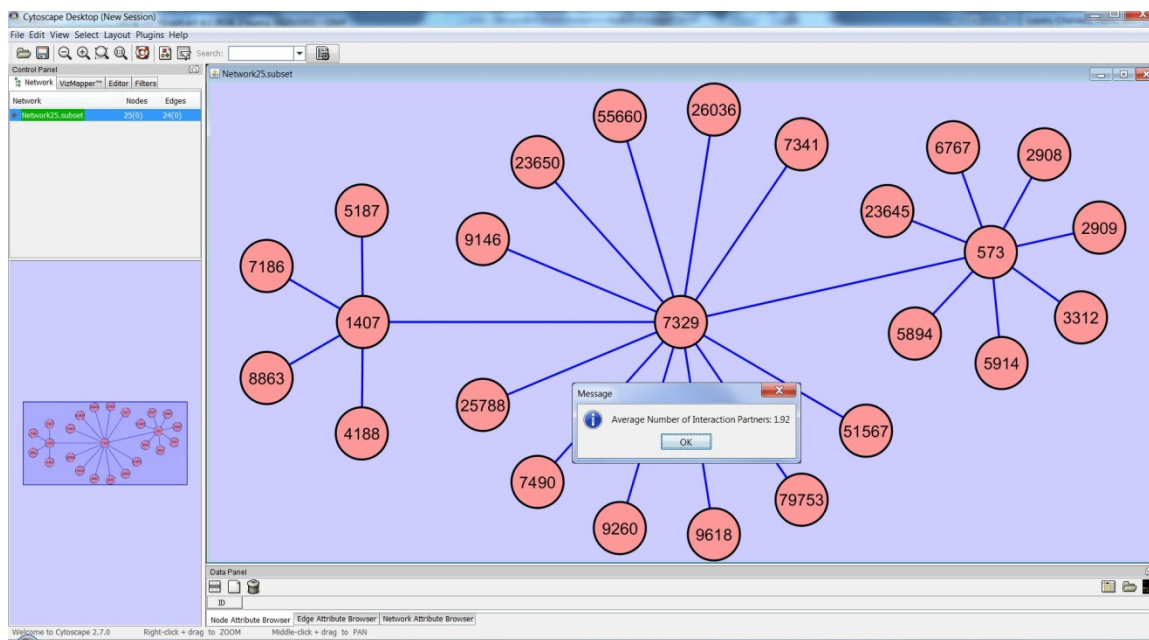 Cytoscape Desktop (New Session)
File Edit View Select Layout Plugins Help
Search:
Control Panel
Network VizMapper™ Editor Filters
Network Nodes Edges
Network25.subset 25(0) 24(0)
Network25.subset
55660
26036
7341
6767
2908
23650
5187
23645
2909
9146
573
7186
1407
7329
3312
5894
5914
8863
25788
4188
51567
Message
Average Number of Interaction Partners: 1.92
OK
7490
79753
9260
9618
Data Panel
ID
Node Attribute Browser Edge Attribute Browser Network Attribute Browser
Welcome to Cytoscape 2.7.0 Right-click + drag to ZOOM Middle-click + drag to PAN